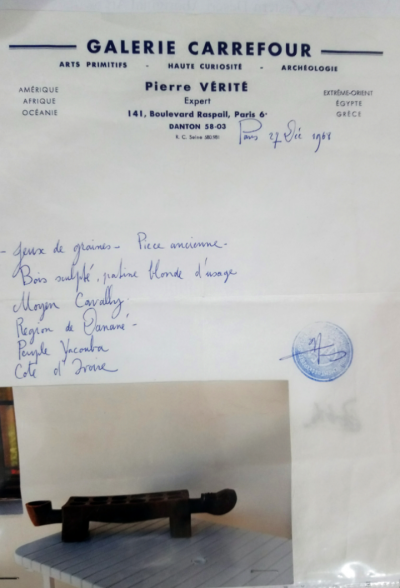 GALERIE CARREFOUR
ARTS PRIMITIFS - HAUTE CURIOSITÉ - ARCHÉOLOGIE
Pierre VÉRITÉ
Expert
141, Boulevard Raspail, Paris 6e
DANTON 58-03
R. C. Seine
AMÉRIQUE
AFRIQUE
OCÉANIE
EXTRÊME-ORIENT
ÉGYPTE
GRÈCE
Paris 27 Déc
- Jeux de graines - Pièce ancienne -
Bois sculpté, patine blonde d'usage
Moyen Cavally
Région de Danané -
Peuple Yacouba
Cote d'Ivoire